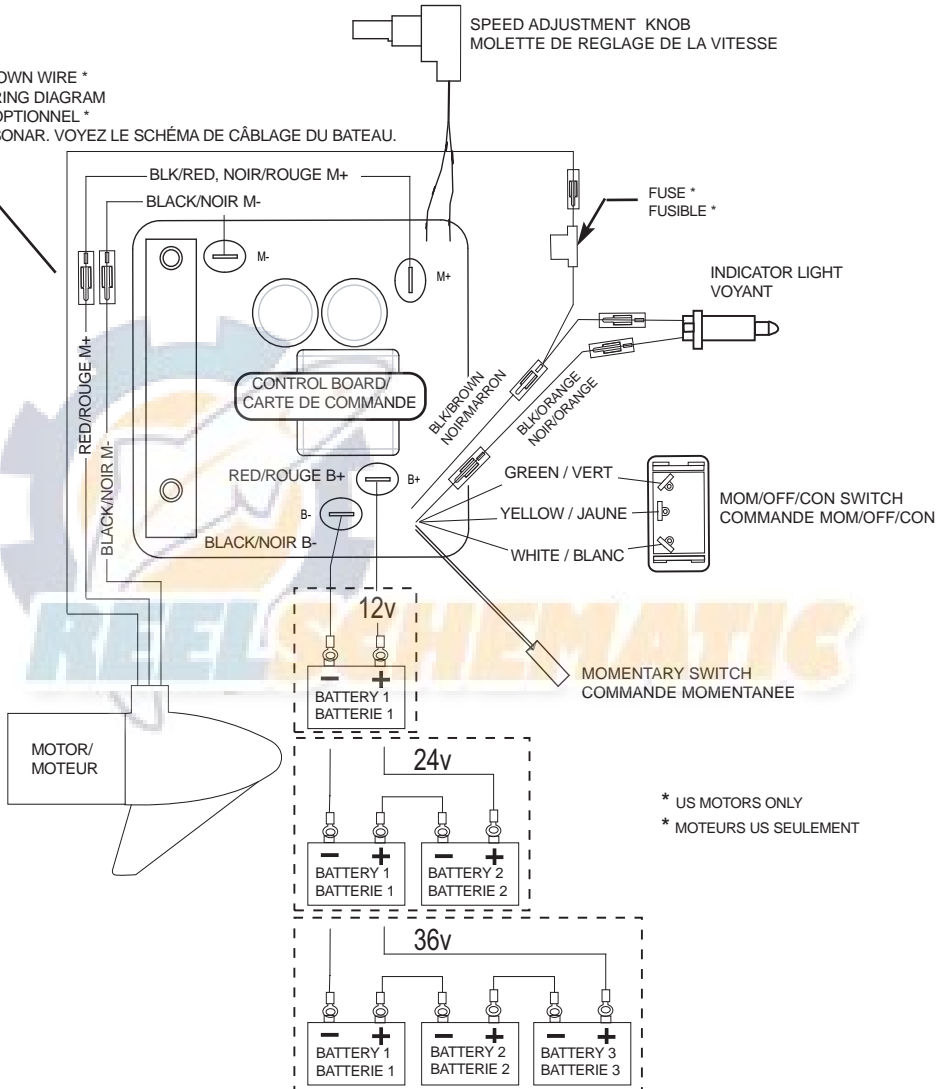 SPEED ADJUSTMENT KNOB
MOLETTE DE REGLAGE DE LA VITESSE
OWN WIRE *
RING DIAGRAM
OPTIONNEL *
SONAR. VOYEZ LE SCHÉMA DE CÂBLAGE DU BATEAU.
BLK/RED, NOIR/ROUGE M+
BLACK/NOIR M-
FUSE *
FUSIBLE *
M-
M+
INDICATOR LIGHT
VOYANT
RED/ROUGE M+
BLACK/NOIR M-
CONTROL BOARD/
CARTE DE COMMANDE
BLK/BROWN
NOIR/MARRON
BLK/ORANGE
NOIR/ORANGE
RED/ROUGE B+
B+
B-
BLACK/NOIR B-
GREEN / VERT
YELLOW / JAUNE
WHITE / BLANC
MOM/OFF/CON SWITCH
COMMANDE MOM/OFF/CON
12v
REELSCHEMATIC
MOMENTARY SWITCH
COMMANDE MOMENTANEE
− +
BATTERY 1
BATTERIE 1
MOTOR/
MOTEUR
24v
* US MOTORS ONLY
* MOTEURS US SEULEMENT
− + − +
BATTERY 1 BATTERY 2
BATTERIE 1 BATTERIE 2
36v
− + − + − +
BATTERY 1 BATTERY 2 BATTERY 3
BATTERIE 1 BATTERIE 2 BATTERIE 3